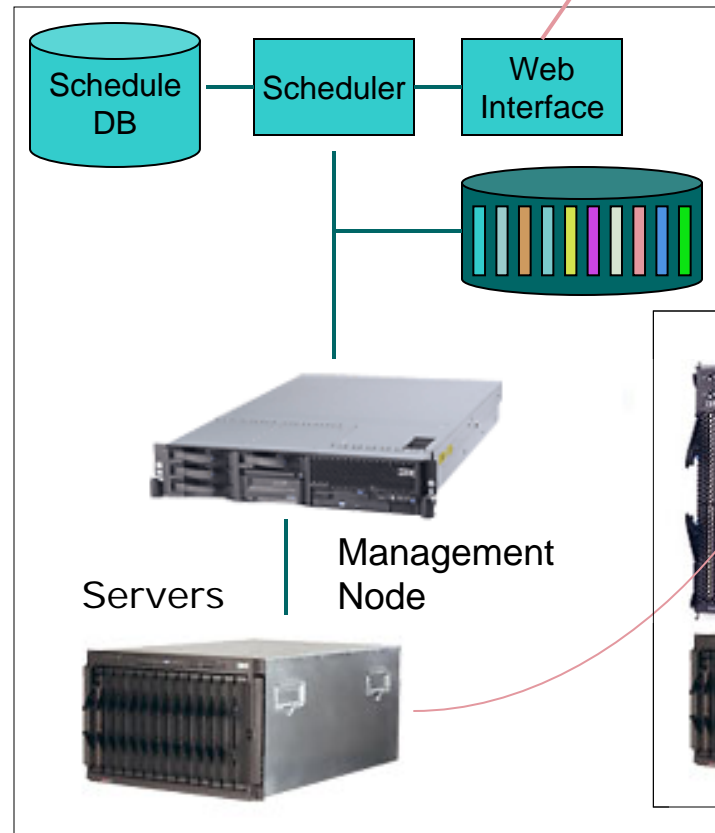 Schedule
DB
Scheduler
Web
Interface
Management
Node
Servers